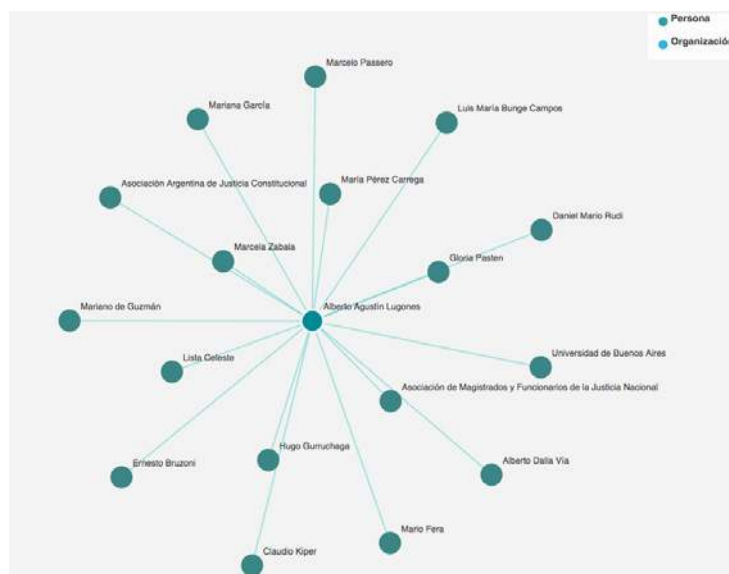 Persona
Organización
Marcelo Passero
Mariana García
Luis María Bunge Campos
Asociación Argentina de Justicia Constitucional
María Pérez Carrega
Daniel Mario Rudi
Marcela Zabala
Gloria Pasten
Mariano de Guzmán
Alberto Agustín Lugones
Lista Celeste
Universidad de Buenos Aires
Asociación de Magistrados y Funcionarios de la Justicia Nacional
Hugo Gurruchaga
Alberto Dalla Vía
Ernesto Bruzoni
Mario Fera
Claudio Kiper